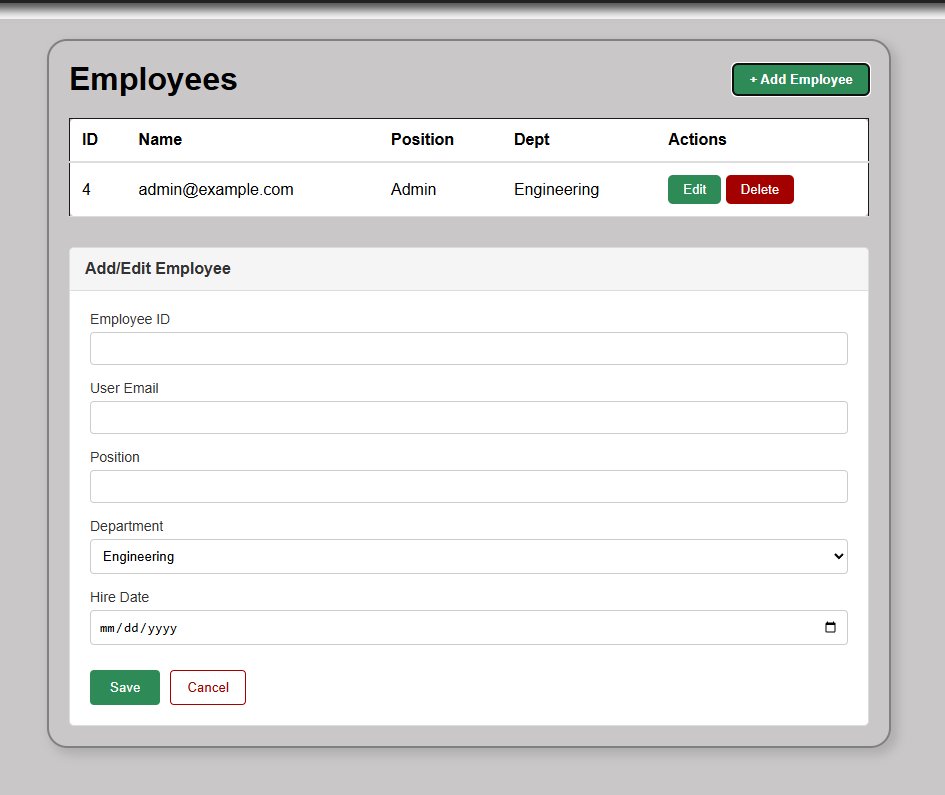 Employees
+ Add Employee
ID Name Position Dept Actions
4 admin@example.com Admin Engineering Edit Delete
Add/Edit Employee
Employee ID
User Email
Position
Department
Engineering
Hire Date
mm/dd/yyyy
Save Cancel